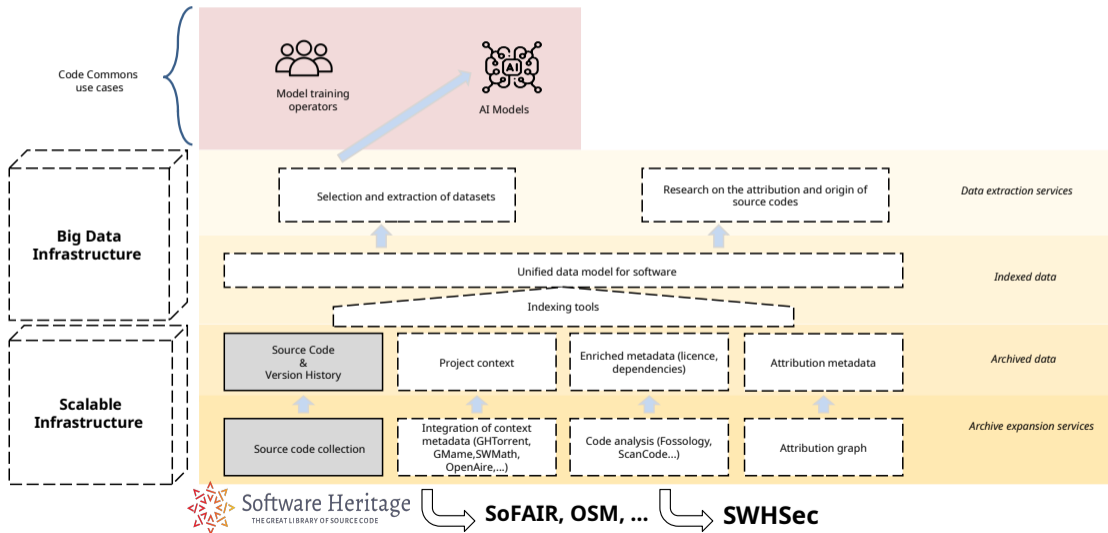 Code Commons
use cases
Model training
operators
AI
AI Models
Big Data
Infrastructure
Selection and extraction of datasets
Research on the attribution and origin of
source codes
Data extraction services
Unified data model for software
Indexed data
Indexing tools
Scalable
Infrastructure
Source Code
&
Version History
Project context
Enriched metadata (licence,
dependencies)
Attribution metadata
Archived data
Source code collection
Integration of context
metadata (GHTorrent,
GMame,SWMath,
OpenAire,...)
Code analysis (Fossology,
ScanCode...)
Attribution graph
Archive expansion services
Software Heritage
THE GREAT LIBRARY OF SOURCE CODE
SoFAIR, OSM, ...
SWHSec